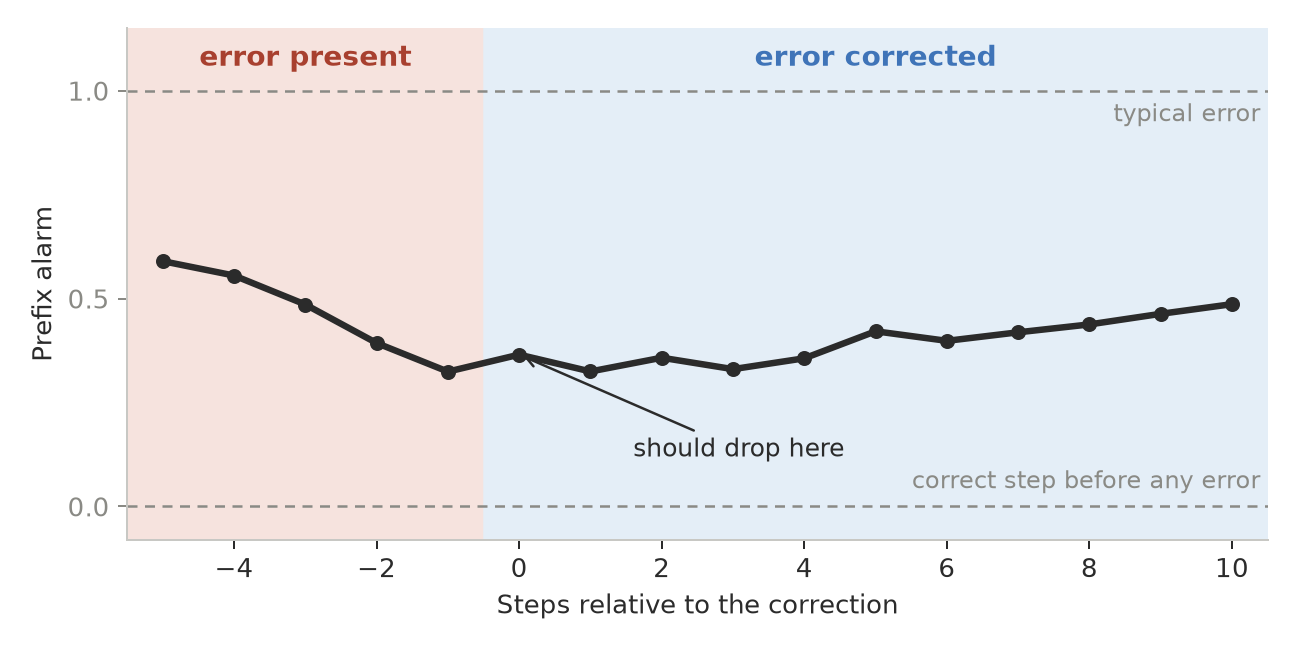 error present
error corrected
1.0
typical error
Prefix alarm
0.5
should drop here
correct step before any error
0.0
−4
−2
0
2
4
6
8
10
Steps relative to the correction